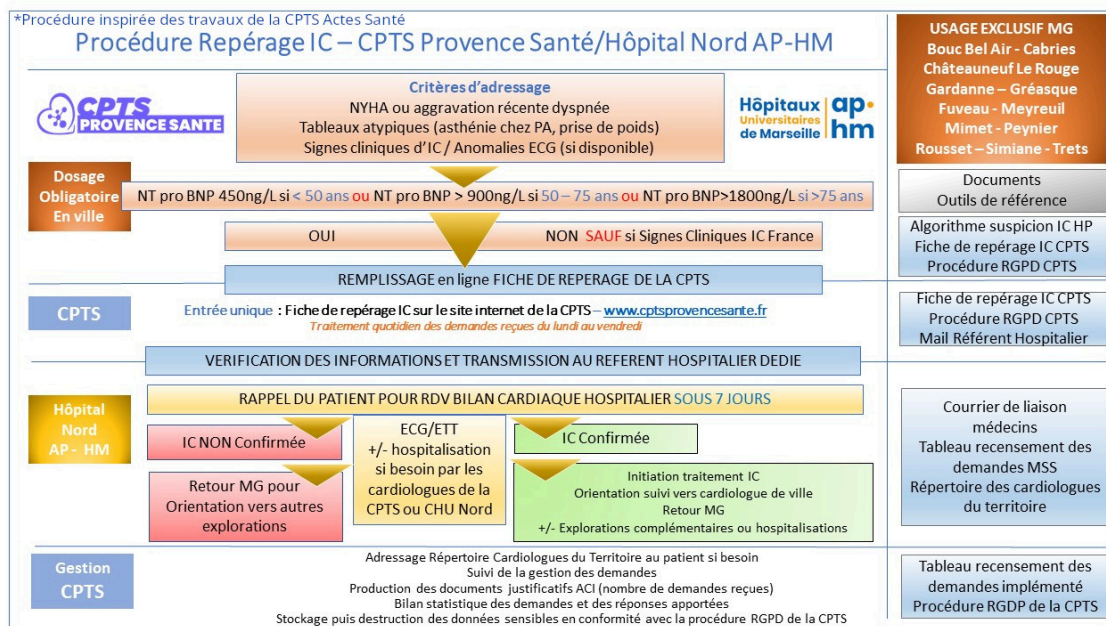 *Procédure inspirée des travaux de la CPTS Actes Santé
Procédure Repérage IC – CPTS Provence Santé/Hôpital Nord AP-HM
USAGE EXCLUSIF MG
Bouc Bel Air - Cabries
Châteauneuf Le Rouge
Gardanne – Gréasque
Fuveau - Meyreuil
Mimet - Peynier
Rousset – Simiane - Trets
CPTS
PROVENCE SANTE
Critères d'adressage
NYHA ou aggravation récente dyspnée
Tableaux atypiques (asthénie chez PA, prise de poids)
Signes cliniques d'IC / Anomalies ECG (si disponible)
Hôpitaux
Universitaires
de Marseille
ap.
hm
Dosage
Obligatoire
En ville
NT pro BNP 450ng/L si < 50 ans ou NT pro BNP > 900ng/L si 50 – 75 ans ou NT pro BNP>1800ng/L si >75 ans
Documents
Outils de référence
OUI
NON SAUF si Signes Cliniques IC France
Algorithme suspicion IC HP
Fiche de repérage IC CPTS
Procédure RGPD CPTS
REMPLISSAGE en ligne FICHE DE REPERAGE DE LA CPTS
CPTS
Entrée unique : Fiche de repérage IC sur le site internet de la CPTS – www.cptsprovencesante.fr
Traitement quotidien des demandes reçues du lundi au vendredi
Fiche de repérage IC CPTS
Procédure RGPD CPTS
Mail Référent Hospitalier
VERIFICATION DES INFORMATIONS ET TRANSMISSION AU REFERENT HOSPITALIER DEDIE
Hôpital
Nord
AP - HM
RAPPEL DU PATIENT POUR RDV BILAN CARDIAQUE HOSPITALIER SOUS 7 JOURS
IC NON Confirmée
ECG/ETT
+/- hospitalisation
si besoin par les
cardiologues de la
CPTS ou CHU Nord
IC Confirmée
Retour MG pour
Orientation vers autres
explorations
Initiation traitement IC
Orientation suivi vers cardiologue de ville
Retour MG
+/- Explorations complémentaires ou hospitalisations
Courrier de liaison
médecins
Tableau recensement des
demandes MSS
Répertoire des cardiologues
du territoire
Gestion
CPTS
Adressage Répertoire Cardiologues du Territoire au patient si besoin
Suivi de la gestion des demandes
Production des documents justificatifs ACI (nombre de demandes reçues)
Bilan statistique des demandes et des réponses apportées
Stockage puis destruction des données sensibles en conformité avec la procédure RGPD de la CPTS
Tableau recensement des
demandes implémenté
Procédure RGDP de la CPTS